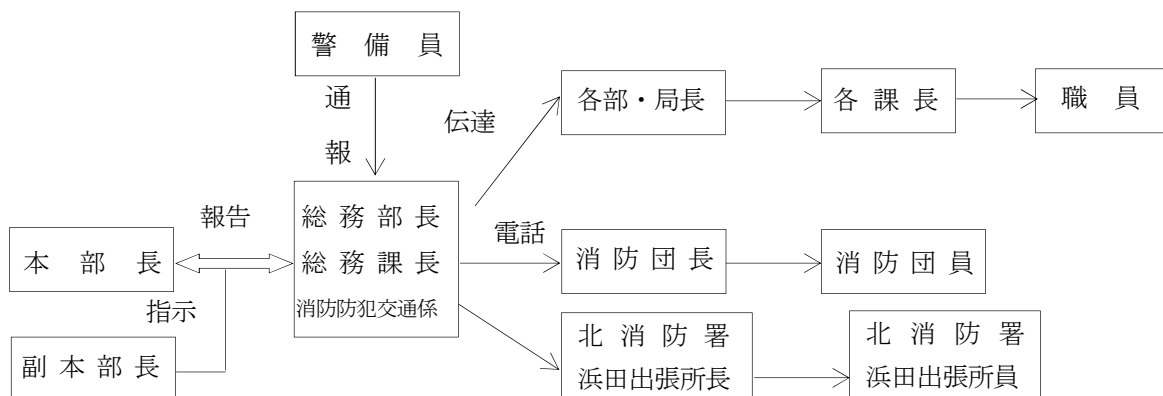 警備員
通報
伝達
各部・局長
各課長
職員
報告
総務部長
総務課長
消防防犯交通係
電話
本部長
消防団長
消防団員
指示
副本部長
北消防署
浜田出張所長
北消防署
浜田出張所員